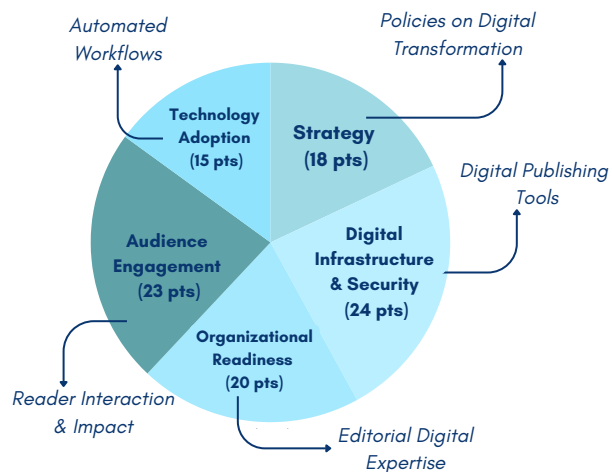 Automated
Workflows
Policies on Digital
Transformation
Technology
Adoption
(15 pts)
Strategy
(18 pts)
Digital Publishing
Tools
Digital
Infrastructure
& Security
(24 pts)
Audience
Engagement
(23 pts)
Organizational
Readiness
(20 pts)
Reader Interaction
& Impact
Editorial Digital
Expertise